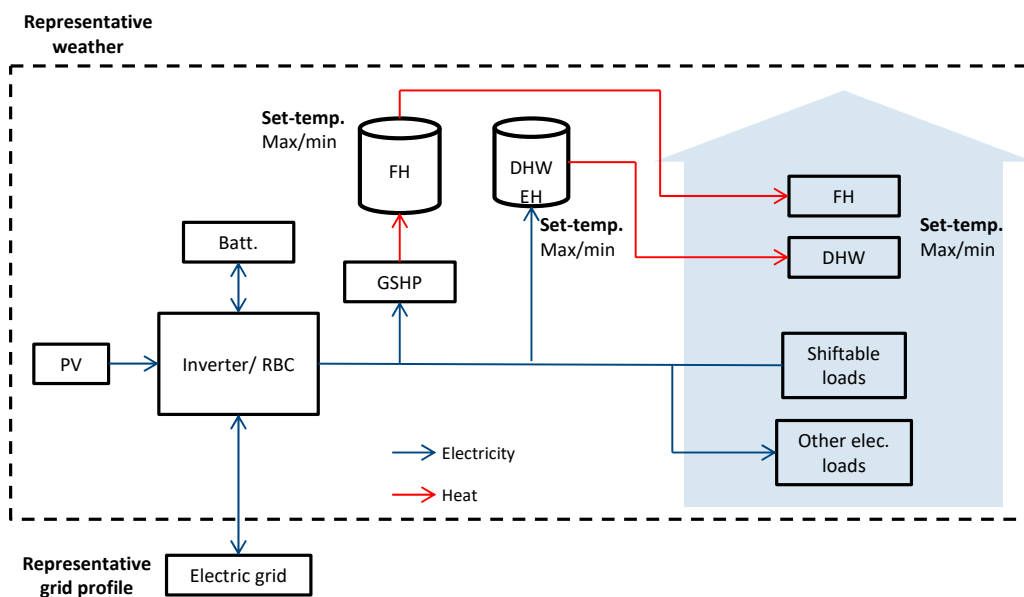 Representative
weather
Set-temp.
Max/min
FH
DHW
EH
Set-temp.
Max/min
FH
Set-temp.
Max/min
DHW
Batt.
GSHP
PV
Inverter/ RBC
Shiftable
loads
Other elec.
loads
Electricity
Heat
Representative
grid profile
Electric grid